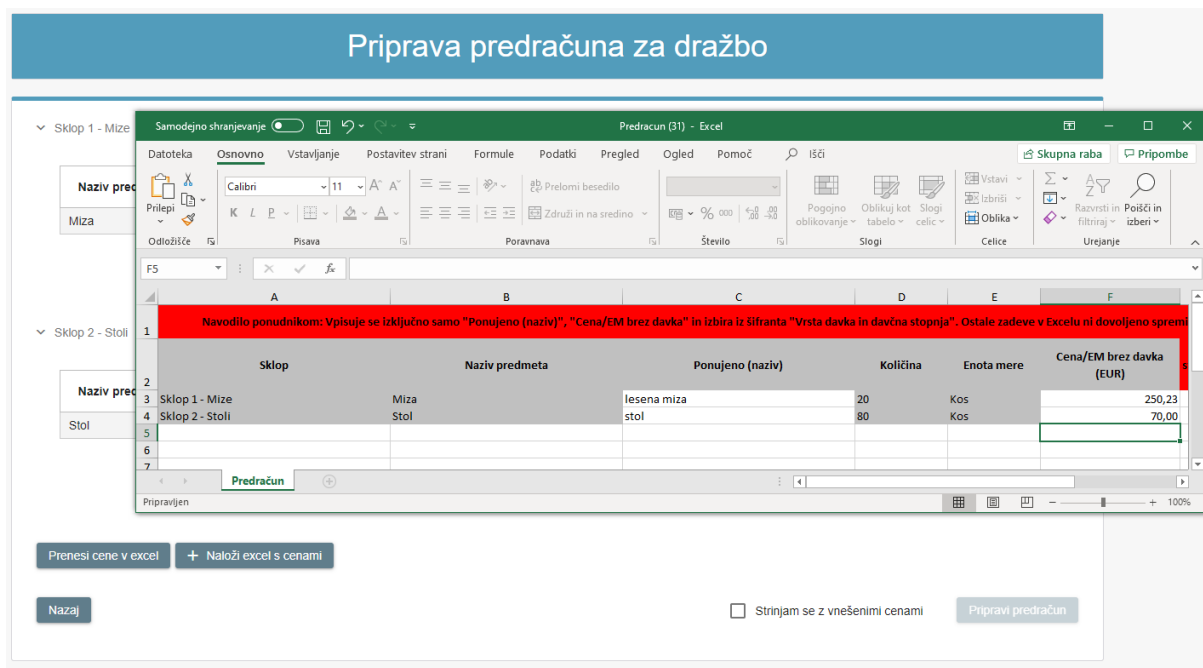 Priprava predračuna za dražbo
Sklop 1 - Mize
Samodejno shranjevanje
Predracun (31) - Excel
Datoteka Osnovno Vstavljanje Postavitev strani Formule Podatki Pregled Ogled Pomoč Išči Skupna raba Pripombe
Prilepi
Calibri 11 A A
Prelomi besedilo
K L P A
Združi in na sredino
% 000
Pogojno oblikovanje
Oblikuj kot tabelo
Slogi celic
Vstavi
Izbriši
Oblika
Razvrsti in filtriraj
Poišči in izberi
Odložišče Pisava Poravnava Število Slogi Celice Urejanje
F5 fx
A B C D E F
1 Navodilo ponudnikom: Vpisuje se izključno samo "Ponujeno (naziv)", "Cena/EM brez davka" in izbira iz šifranta "Vrsta davka in davčna stopnja". Ostale zadeve v Excelu ni dovoljeno spremi
2 Sklop Naziv predmeta Ponujeno (naziv) Količina Enota mere Cena/EM brez davka (EUR)
3 Sklop 1 - Mize Miza lesena miza 20 Kos 250,23
4 Sklop 2 - Stoli Stol stol 80 Kos 70,00
5
6
7
Predračun
Pripravljen
100%
Naziv pred
Miza
Sklop 2 - Stoli
Naziv pred
Stol
Prenesi cene v excel + Naloži excel s cenami
Nazaj Strinjam se z vnešenimi cenami Pripravi predračun